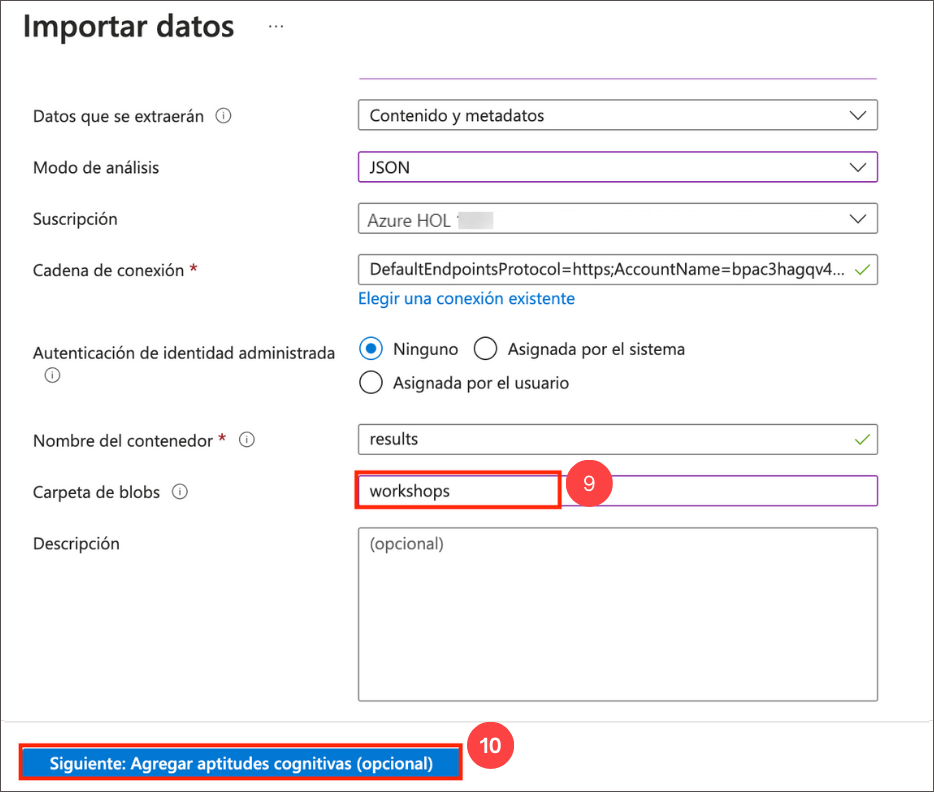 Importar datos ...
Datos que se extraerán
Contenido y metadatos
Modo de análisis
JSON
Suscripción
Azure HOL
Cadena de conexión *
DefaultEndpointsProtocol=https;AccountName=bpac3hagqv4...
Elegir una conexión existente
Autenticación de identidad administrada
Ninguno
Asignada por el sistema
Asignada por el usuario
Nombre del contenedor *
results
Carpeta de blobs
workshops
9
Descripción
(opcional)
10
Siguiente: Agregar aptitudes cognitivas (opcional)